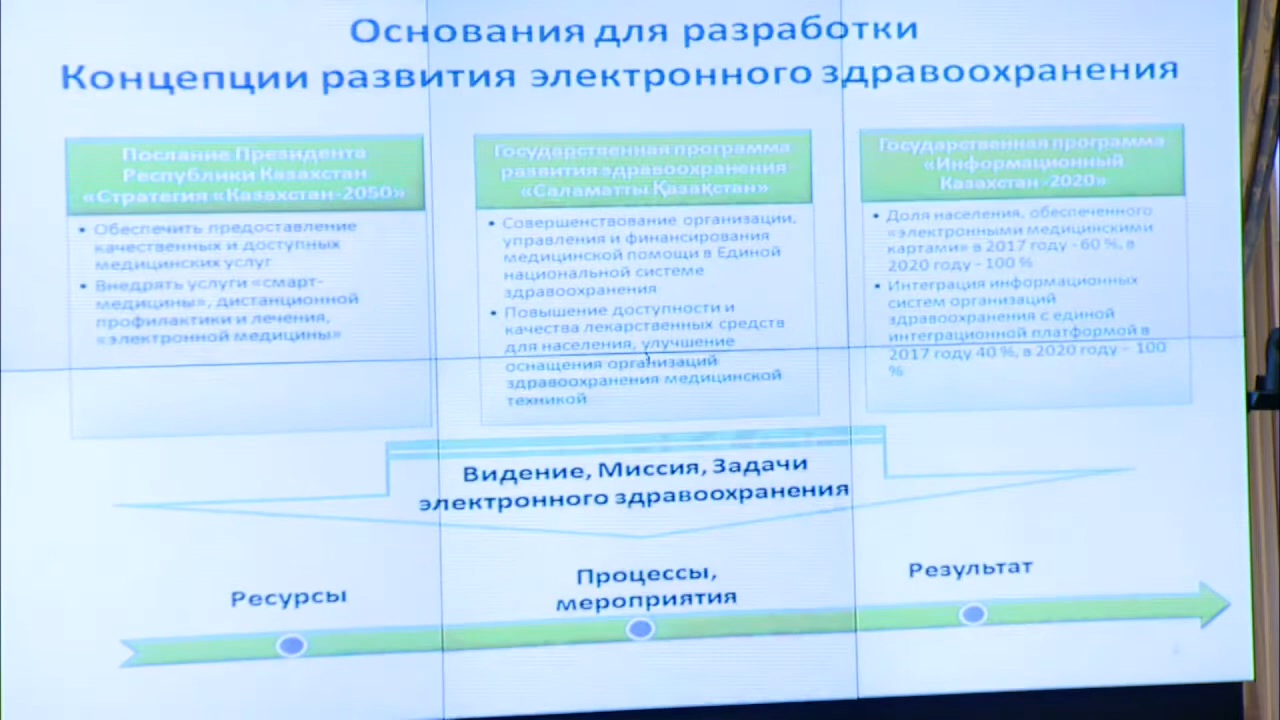 Основания для разработки
Концепции развития электронного здравоохранения
Послание Президента
Республики Казахстан
«Стратегия «Казахстан-2050»
• Обеспечить предоставление
качественных и доступных
медицинских услуг
• Внедрять услуги «смарт-
медицины», дистанционной
профилактики и лечения,
«электронной медицины»
Государственная программа
развития здравоохранения
«Саламатты Қазақстан»
• Совершенствование организации,
управления и финансирования
медицинской помощи в Единой
национальной системе
здравоохранения
• Повышение доступности и
качества лекарственных средств
для населения, улучшение
оснащения организаций
здравоохранения медицинской
техникой
Государственная программа
«Информационный
Казахстан -2020»
• Доля населения, обеспеченного
«электронными медицинскими
картами» в 2017 году - 60 %, в
2020 году - 100 %
• Интеграция информационных
систем организаций
здравоохранения с единой
интеграционной платформой в
2017 году 40 %, в 2020 году - 100
%
Видение, Миссия, Задачи
электронного здравоохранения
Ресурсы
Процессы,
мероприятия
Результат